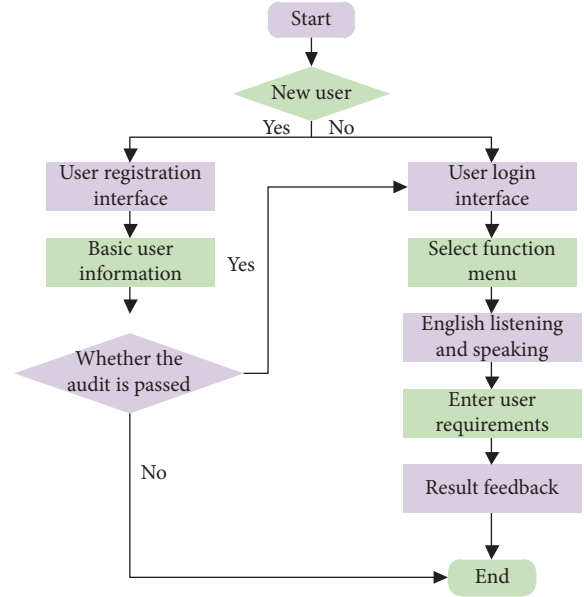 Start
New user
Yes
No
User registration
interface
User login
interface
Basic user
information
Yes
Select function
menu
English listening
and speaking
Whether the
audit is passed
Enter user
requirements
No
Result feedback
End